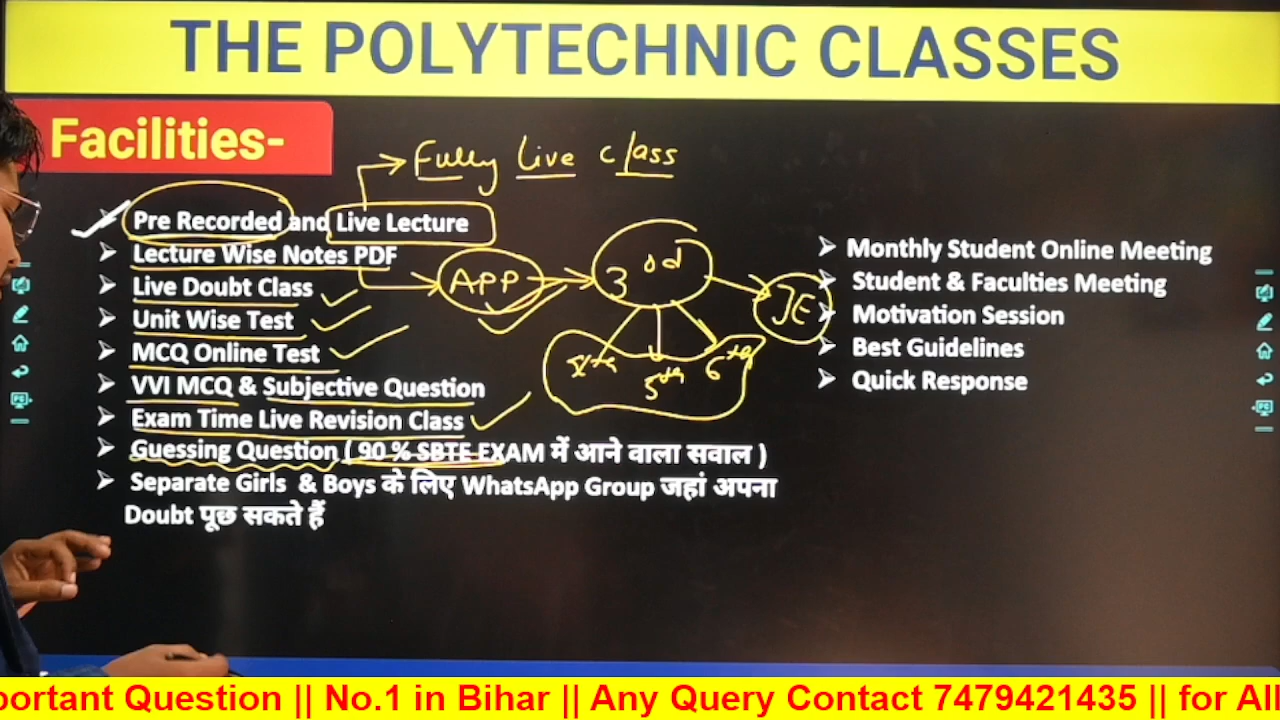 THE POLYTECHNIC CLASSES
Facilities-
Fully Live class
Pre Recorded and Live Lecture
Lecture Wise Notes PDF
Live Doubt Class
Unit Wise Test
MCQ Online Test
VVI MCQ & Subjective Question
Exam Time Live Revision Class
Guessing Question ( 90 % SBTE EXAM में आने वाला सवाल )
Separate Girls & Boys के लिए WhatsApp Group जहां अपना
Doubt पूछ सकते हैं
APP
3rd
JE
5th
6th
Monthly Student Online Meeting
Student & Faculties Meeting
Motivation Session
Best Guidelines
Quick Response
portant Question || No.1 in Bihar || Any Query Contact 7479421435 || for All